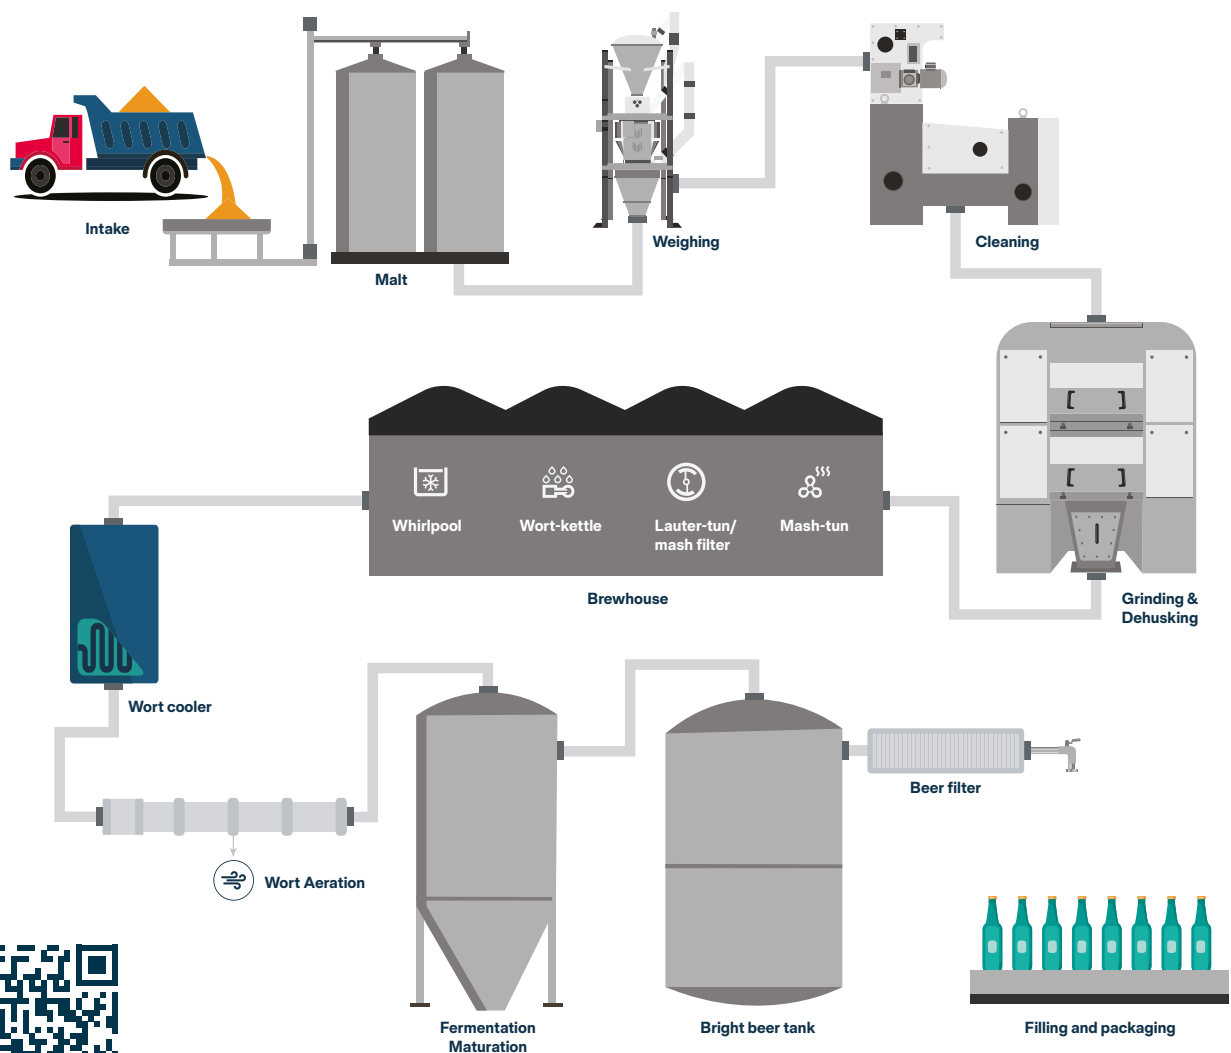 Intake
Malt
Weighing
Cleaning
Grinding &
Dehusking
Whirlpool
Wort-kettle
Lauter-tun/
mash filter
Mash-tun
Brewhouse
Wort cooler
Wort Aeration
Fermentation
Maturation
Bright beer tank
Beer filter
Filling and packaging